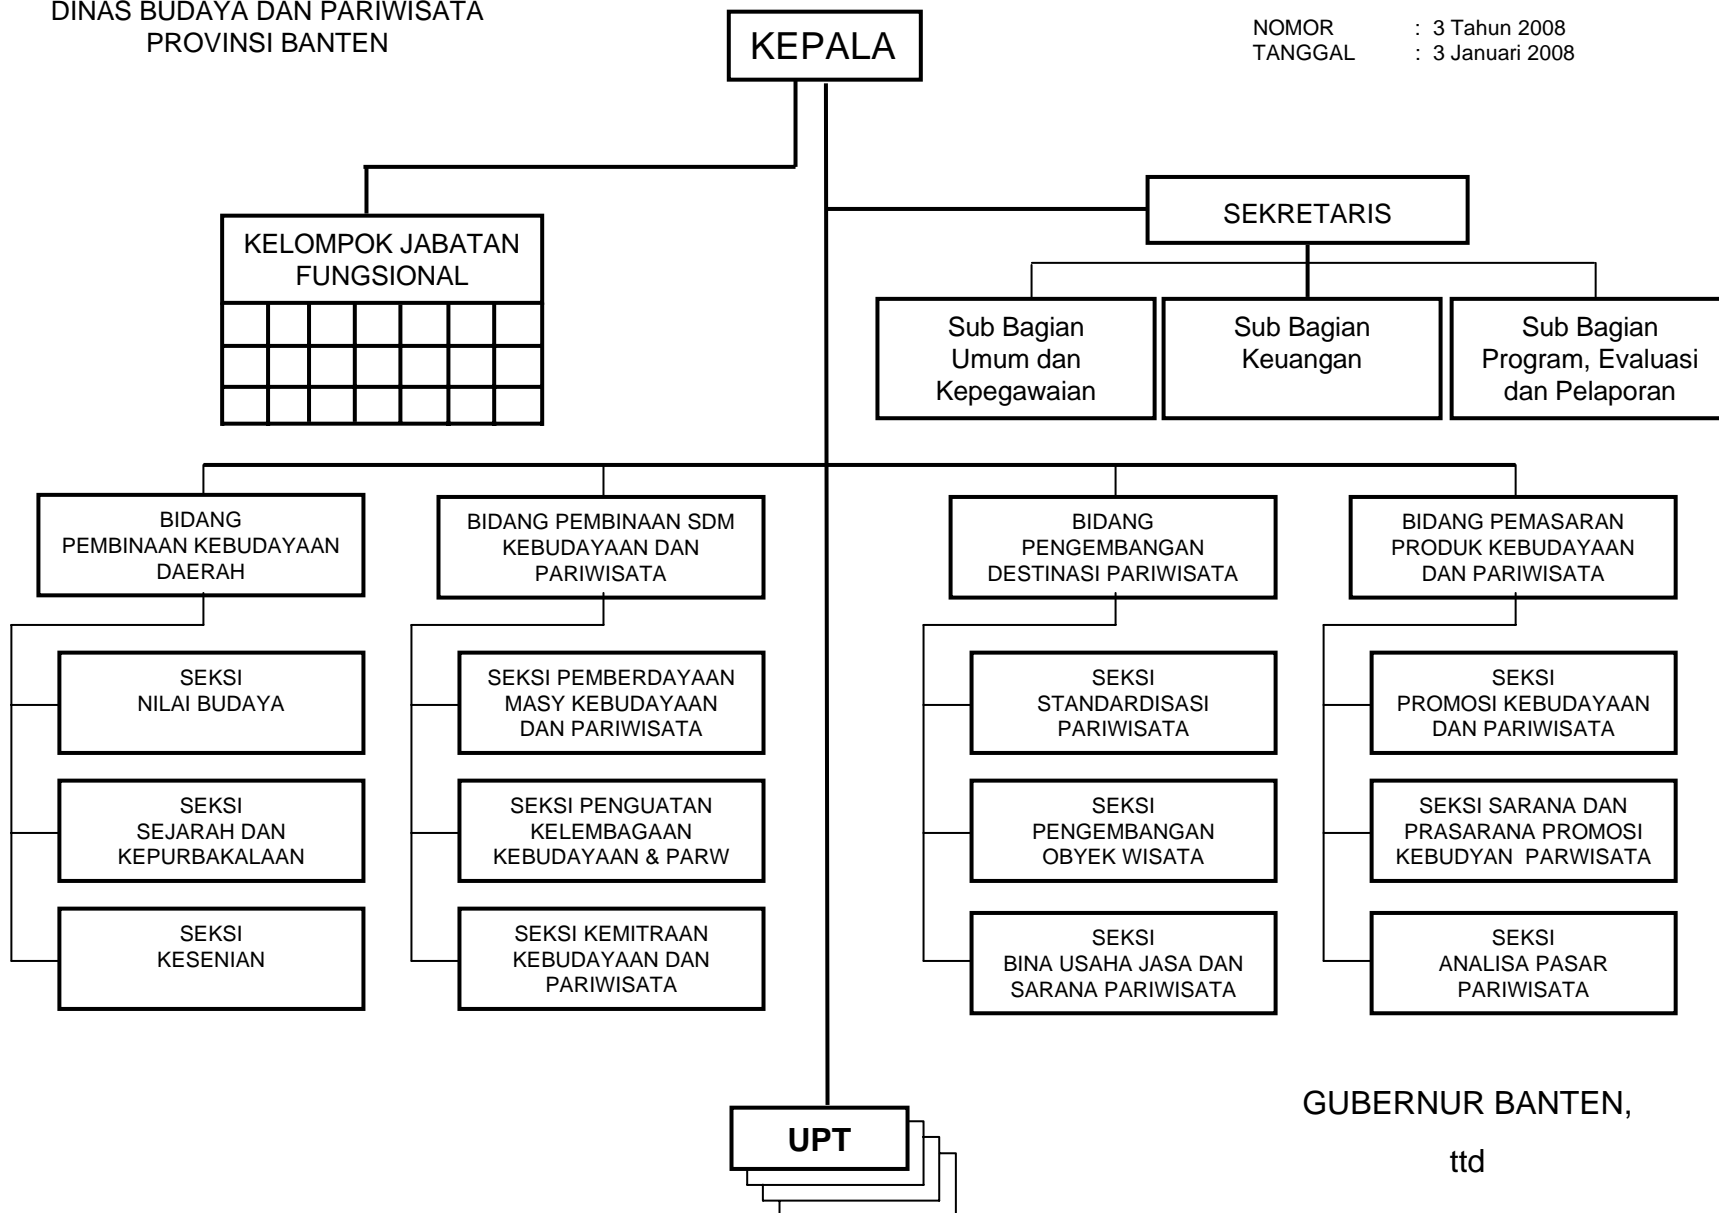 DINAS BUDAYA DAN PARIWISATA
PROVINSI BANTEN
NOMOR : 3 Tahun 2008
TANGGAL : 3 Januari 2008
KEPALA
SEKRETARIS
KELOMPOK JABATAN
FUNGSIONAL
Sub Bagian
Umum dan
Kepegawaian
Sub Bagian
Keuangan
Sub Bagian
Program, Evaluasi
dan Pelaporan
BIDANG
PEMBINAAN KEBUDAYAAN
DAERAH
BIDANG PEMBINAAN SDM
KEBUDAYAAN DAN
PARIWISATA
BIDANG
PENGEMBANGAN
DESTINASI PARIWISATA
BIDANG PEMASARAN
PRODUK KEBUDAYAAN
DAN PARIWISATA
SEKSI
NILAI BUDAYA
SEKSI PEMBERDAYAAN
MASY KEBUDAYAAN
DAN PARIWISATA
SEKSI
STANDARDISASI
PARIWISATA
SEKSI
PROMOSI KEBUDAYAAN
DAN PARIWISATA
SEKSI
SEJARAH DAN
KEPURBAKALAAN
SEKSI PENGUATAN
KELEMBAGAAN
KEBUDAYAAN & PARW
SEKSI
PENGEMBANGAN
OBYEK WISATA
SEKSI SARANA DAN
PRASARANA PROMOSI
KEBUDYAN PARWISATA
SEKSI
KESENIAN
SEKSI KEMITRAAN
KEBUDAYAAN DAN
PARIWISATA
SEKSI
BINA USAHA JASA DAN
SARANA PARIWISATA
SEKSI
ANALISA PASAR
PARIWISATA
UPT
GUBERNUR BANTEN,
ttd